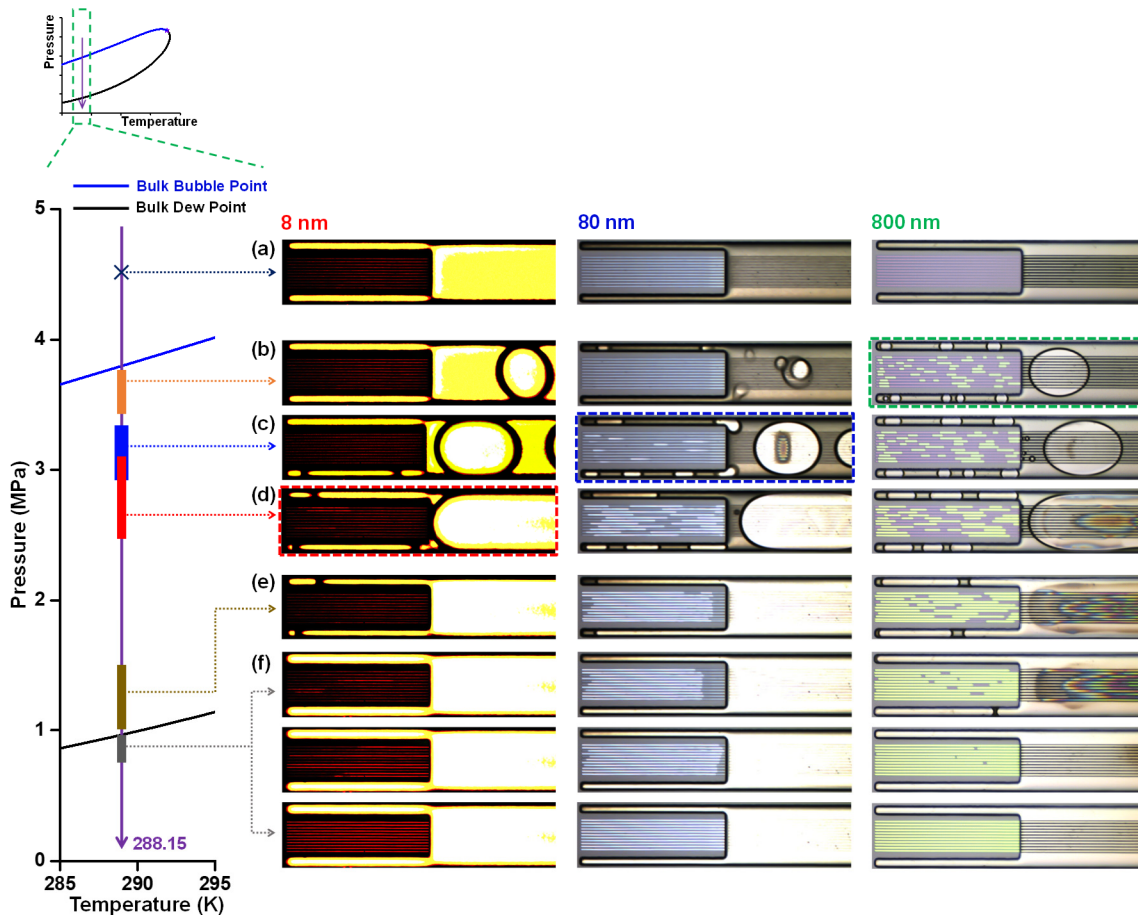 Pressure
Temperature
Bulk Bubble Point
Bulk Dew Point
8 nm
80 nm
800 nm
5
4
3
2
1
0
Pressure (MPa)
(a)
(b)
(c)
(d)
(e)
(f)
288.15
285
290
295
Temperature (K)